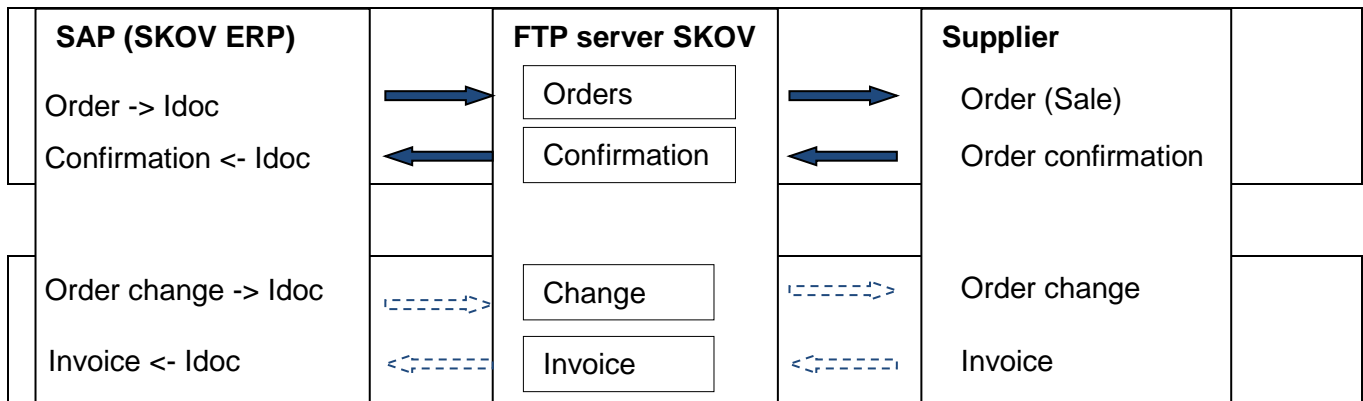 SAP (SKOV ERP)
FTP server SKOV
Supplier
Order -> Idoc
Orders
Order (Sale)
Confirmation <- Idoc
Confirmation
Order confirmation
Order change -> Idoc
Change
Order change
Invoice <- Idoc
Invoice
Invoice